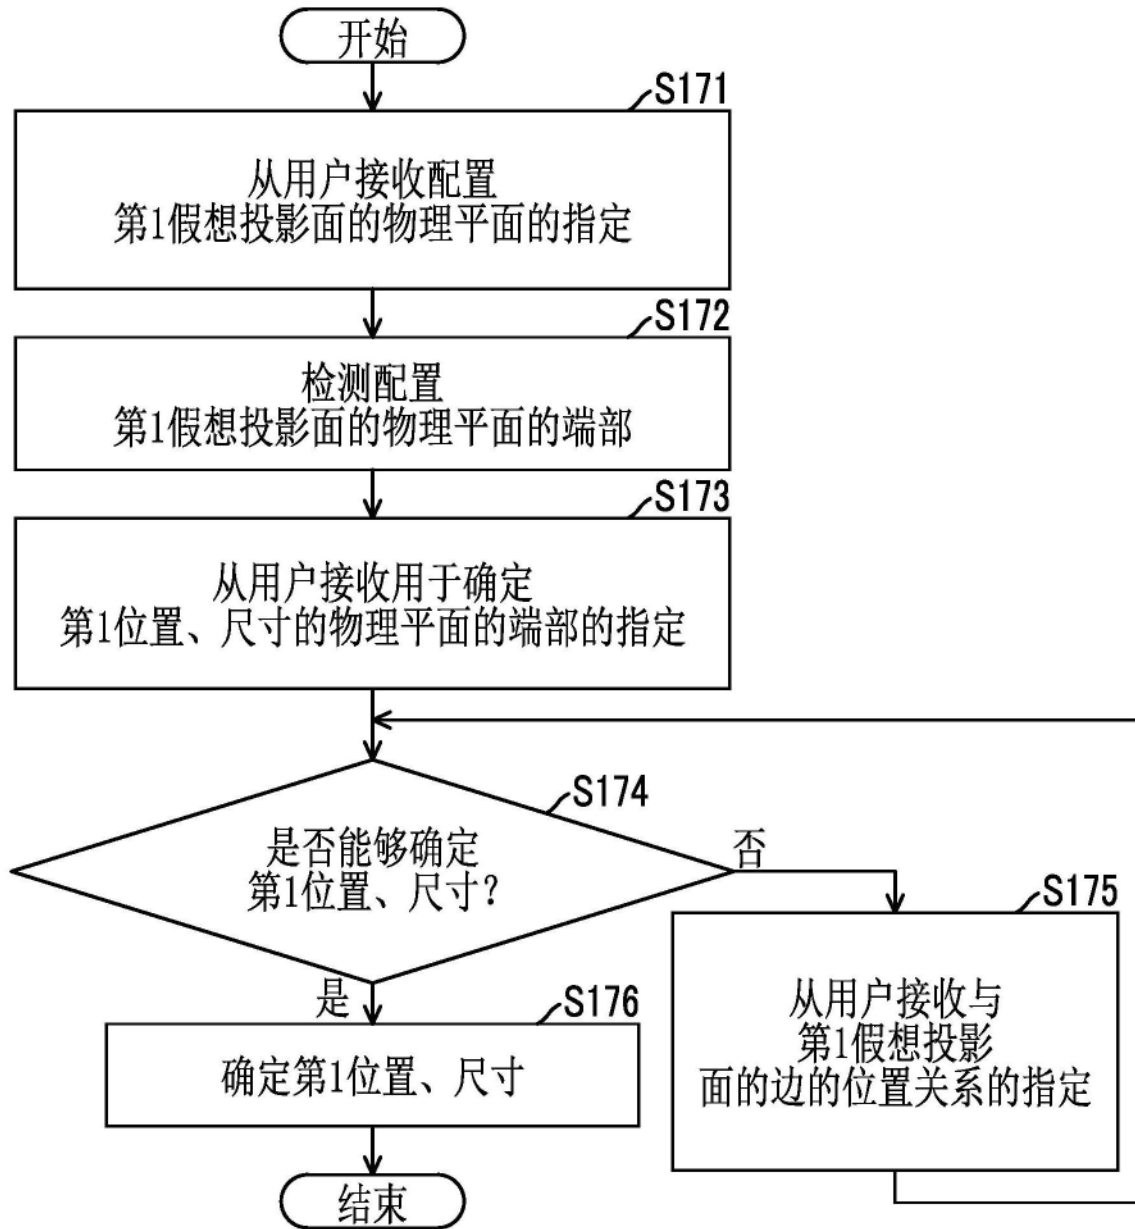 开始
S171
从用户接收配置
第1假想投影面的物理平面的指定
S172
检测配置
第1假想投影面的物理平面的端部
S173
从用户接收用于确定
第1位置、尺寸的物理平面的端部的指定
S174
是否能够确定
第1位置、尺寸?
否
S175
从用户接收与
第1假想投影
面的边的位置关系的指定
是
S176
确定第1位置、尺寸
结束